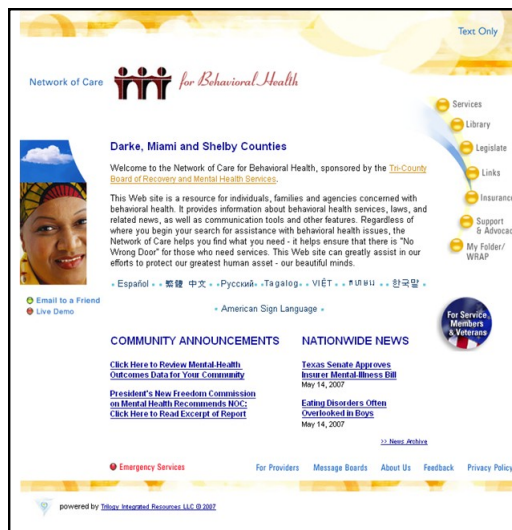 Text Only
Network of Care
for Behavioral Health
Services
Library
Legislate
Links
Insurance
Support
& Advocac
My Folder/
WRAP
Darke, Miami and Shelby Counties
Welcome to the Network of Care for Behavioral Health, sponsored by the Tri-County
Board of Recovery and Mental Health Services.
This Web site is a resource for individuals, families and agencies concerned with
behavioral health. It provides information about behavioral health services, laws, and
related news, as well as communication tools and other features. Regardless of
where you begin your search for assistance with behavioral health issues, the
Network of Care helps you find what you need - it helps ensure that there is "No
Wrong Door" for those who need services. This Web site can greatly assist in our
efforts to protect our greatest human asset - our beautiful minds.
Email to a Friend
Live Demo
Español 繁體 中文 Русский Tagalog VIỆT 한국말
American Sign Language
For Service
Members
& Veterans
COMMUNITY ANNOUNCEMENTS
Click Here to Review Mental-Health
Outcomes Data for Your Community
President's New Freedom Commission
on Mental Health Recommends NOC:
Click Here to Read Excerpt of Report
NATIONWIDE NEWS
Texas Senate Approves
Insurer Mental-Illness Bill
May 14, 2007
Eating Disorders Often
Overlooked in Boys
May 14, 2007
>> News Archive
Emergency Services
For Providers Message Boards About Us Feedback Privacy Policy
powered by Trilogy Integrated Resources LLC © 2007